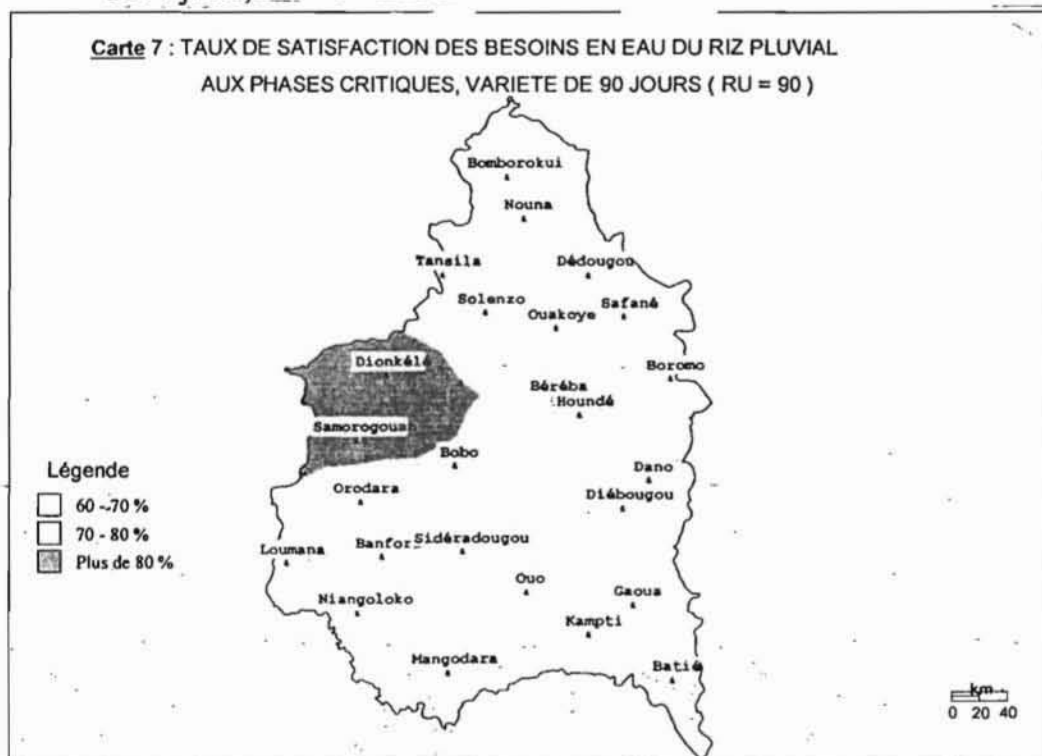 Carte 7 : TAUX DE SATISFACTION DES BESOINS EN EAU DU RIZ PLUVIAL
AUX PHASES CRITIQUES, VARIETE DE 90 JOURS ( RU = 90 )
Bomborokui
Nouna
Tansila
Dédougou
Solenzo
Safané
Ouakoye
Dionkélé
Boromo
Béréba
Houndé
Samorogouan
Bobo
Légende
60 -70 %
70 - 80 %
Plus de 80 %
Dano
Orodara
Diébougou
Loumana
Banfora
Sidéradougou
Ouo
Gaoua
Niangoloko
Kampti
Mangodara
Batié
km
0 20 40